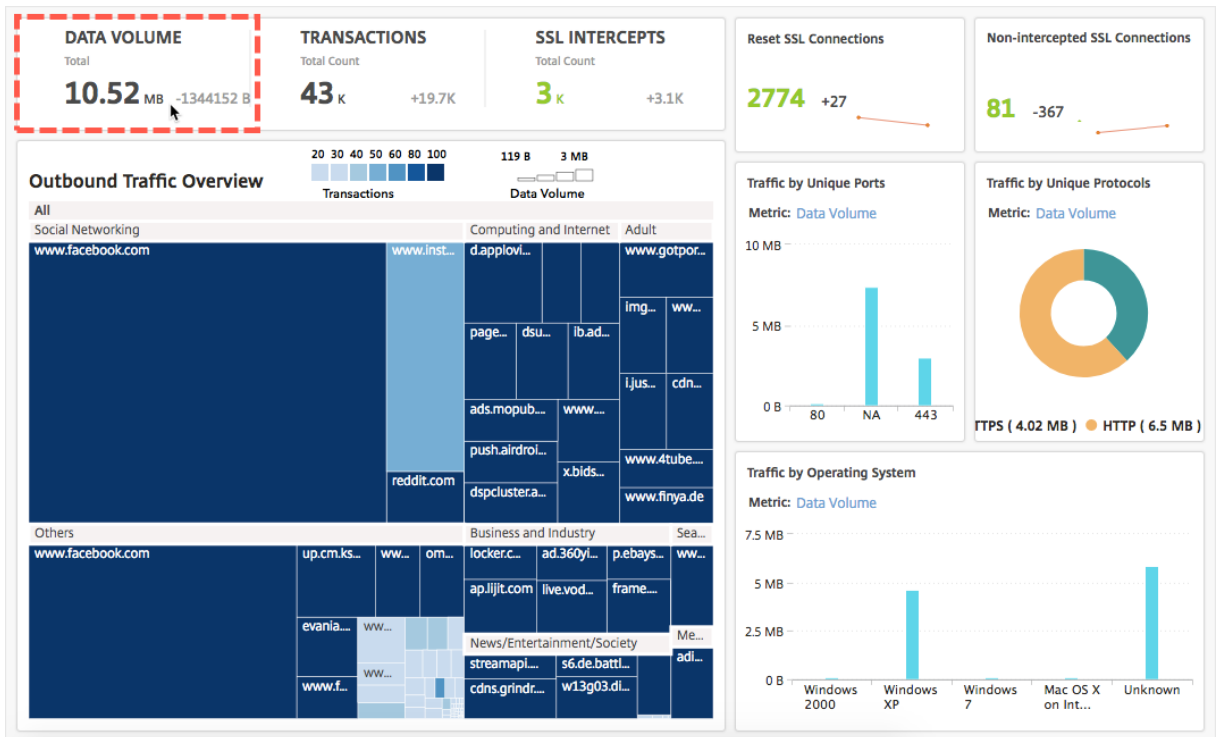 DATA VOLUME
Total
10.52 MB -1344152 B
TRANSACTIONS
Total Count
43 K +19.7K
SSL INTERCEPTS
Total Count
3 K +3.1K
Reset SSL Connections
2774 +27
Non-intercepted SSL Connections
81 -367
Outbound Traffic Overview
20 30 40 50 60 80 100
Transactions
119 B 3 MB
Data Volume
All
Social Networking
www.facebook.com
www.inst...
reddit.com
Computing and Internet
d.applovi...
page... dsu... ib.ad...
ads.mopub.... www....
push.airdroi...
x.bids...
dspcluster.a...
Adult
www.gotpor...
img... ww...
i.jus... cdn...
www.4tube....
www.finya.de
Others
www.facebook.com
up.cm.ks... ww... om...
evania.... ww...
ww...
www.f...
Business and Industry
locker.c... ad.360yi... p.ebays...
ap.lijit.com live.vod... frame....
Sea...
ww...
News/Entertainment/Society
streamapi.... s6.de.battl...
cdns.grindr.... w13g03.di...
Me...
adi...
Traffic by Unique Ports
Metric: Data Volume
10 MB
5 MB
0 B
80 NA 443
Traffic by Unique Protocols
Metric: Data Volume
TTPS ( 4.02 MB ) HTTP ( 6.5 MB )
Traffic by Operating System
Metric: Data Volume
7.5 MB
5 MB
2.5 MB
0 B
Windows 2000
Windows XP
Windows 7
Mac OS X on Int...
Unknown